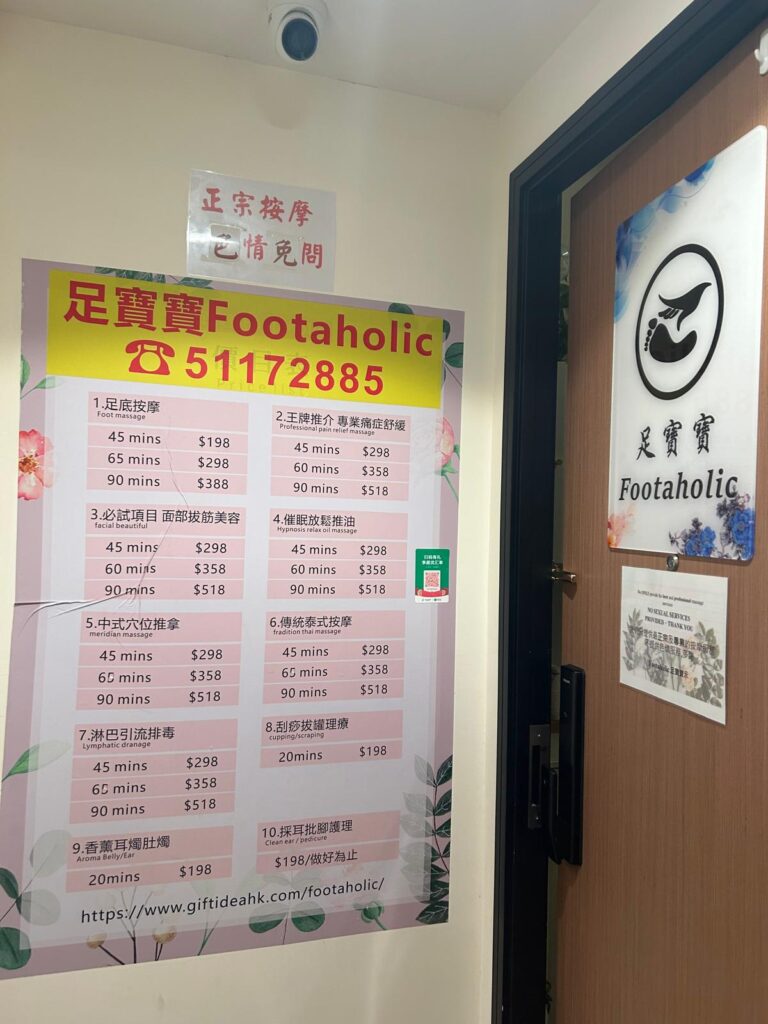 正宗按摩
色情免問
足寶寶Footaholic
☎51172885
1.足底按摩
Foot massage
45 mins $198
65 mins $298
90 mins $388
2.王牌推介 專業痛症舒緩
Professional pain relief massage
45 mins $298
60 mins $358
90 mins $518
3.必試項目 面部拔筋美容
facial beautiful
45 mins $298
60 mins $358
90 mins $518
4.催眠放鬆推油
Hypnosis relax oil massage
45 mins $298
60 mins $358
90 mins $518
5.中式穴位推拿
meridian massage
45 mins $298
60 mins $358
90 mins $518
6.傳統泰式按摩
fradition thai massage
45 mins $298
60 mins $358
90 mins $518
7.淋巴引流排毒
Lymphatic dranage
45 mins $298
60 mins $358
90 mins $518
8.刮痧拔罐理療
cupping/scraping
20mins $198
9.香薰耳燭肚燭
Aroma Belly/Ear
20mins $198
10.採耳批腳護理
Clean ear / pedicure
$198/做好為止
https://www.giftideahk.com/footaholic/
足寶寶
Footaholic
NO SEXUAL SERVICES
PROVIDED - THANK YOU